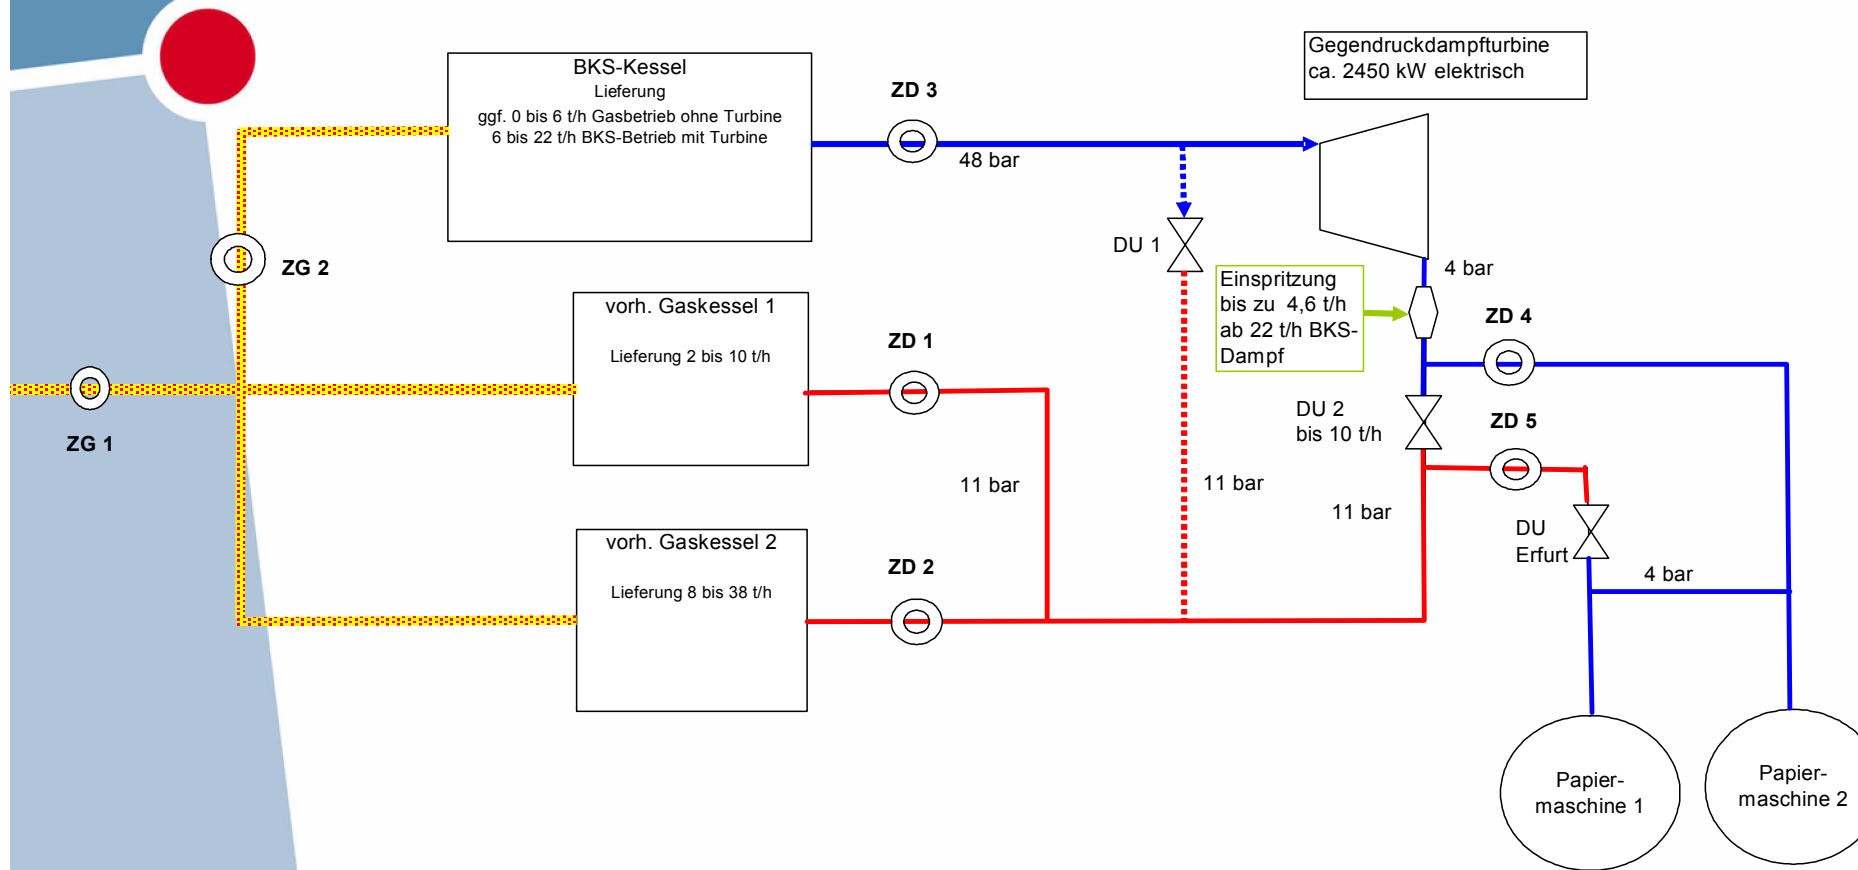 Gegendruckdampfturbine
ca. 2450 kW elektrisch
BKS-Kessel
Lieferung
ggf. 0 bis 6 t/h Gasbetrieb ohne Turbine
6 bis 22 t/h BKS-Betrieb mit Turbine
ZD 3
48 bar
DU 1
4 bar
ZG 2
Einspritzung
bis zu 4,6 t/h
ab 22 t/h BKS-
Dampf
vorh. Gaskessel 1
Lieferung 2 bis 10 t/h
ZD 1
ZD 4
ZG 1
DU 2
bis 10 t/h
ZD 5
11 bar
11 bar
11 bar
DU
Erfurt
vorh. Gaskessel 2
Lieferung 8 bis 38 t/h
ZD 2
4 bar
Papier-
maschine 1
Papier-
maschine 2